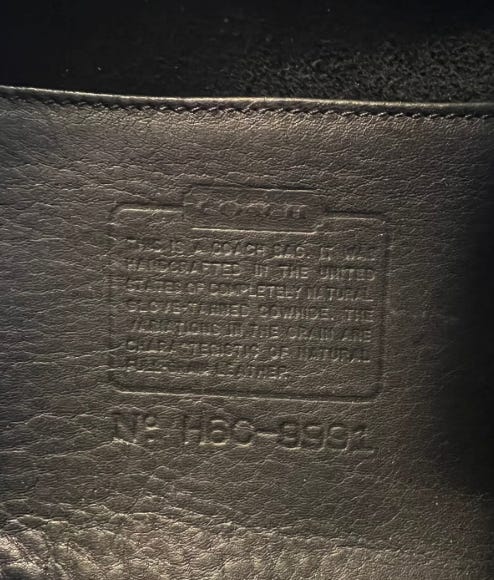 COACH
THIS IS A COACH BAG. IT WAS
HANDCRAFTED IN THE UNITED
STATES OF COMPLETELY NATURAL
GLOVE-TANNED COWHIDE. THE
VARIATIONS IN THE GRAIN ARE
CHARACTERISTIC OF NATURAL
FULL-GRAIN LEATHER.
Nº H6C-9991